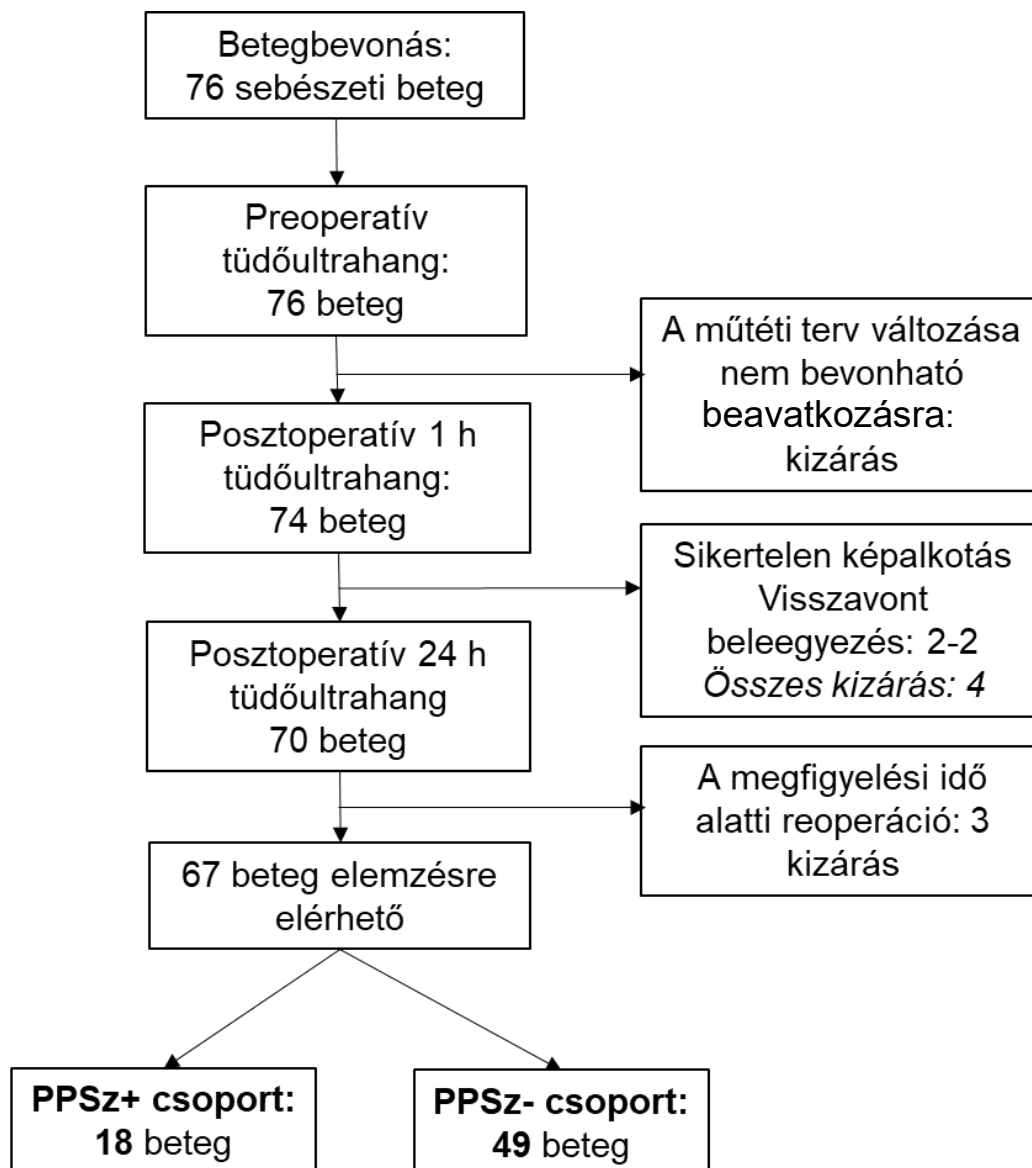 Betegbevonás:
76 sebészeti beteg
Preoperatív
tüdőultrahang:
76 beteg
A műtéti terv változása
nem bevonható
beavatkozásra:
kizárás
Posztoperatív 1 h
tüdőultrahang:
74 beteg
Sikertelen képalkotás
Visszavont
beleegyezés: 2-2
Összes kizárás: 4
Posztoperatív 24 h
tüdőultrahang
70 beteg
A megfigyelési idő
alatti reoperáció: 3
kizárás
67 beteg elemzésre
elérhető
PPSz+ csoport:
18 beteg
PPSz- csoport:
49 beteg